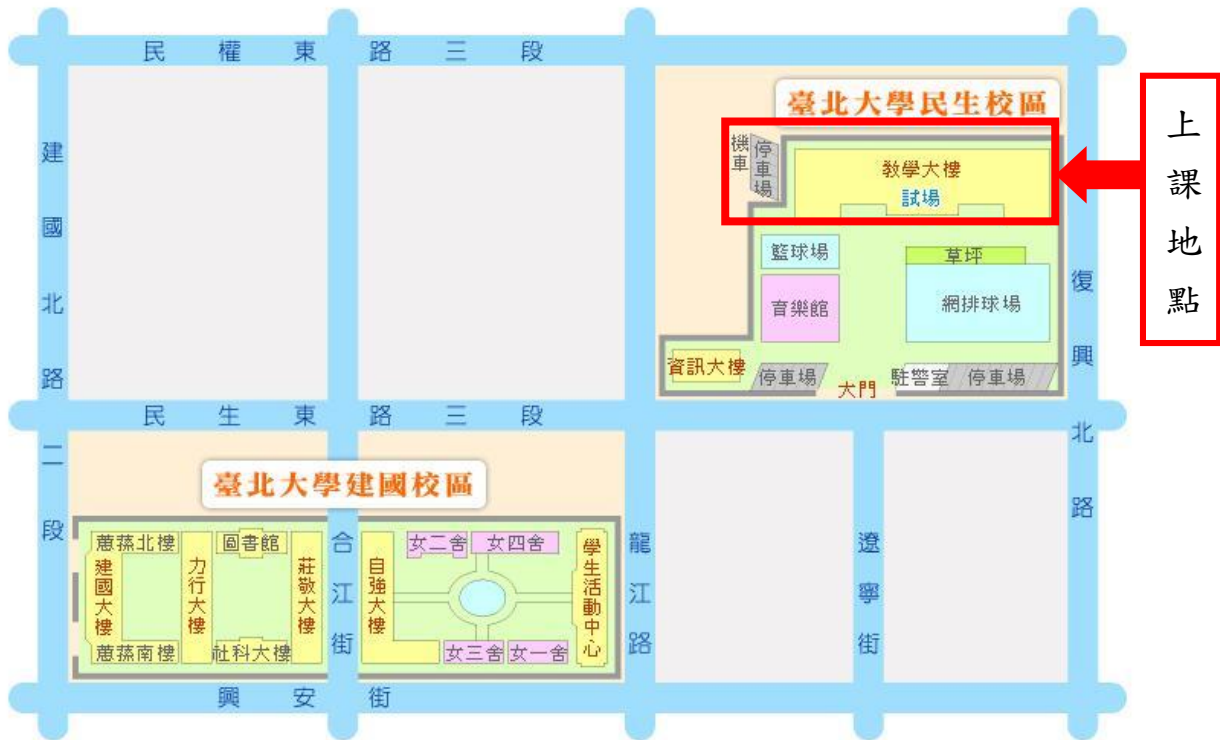 民權東路三段
建國北路二段
臺北大學民生校區
上課地點
機車
停車場
教學大樓
試場
籃球場
草坪
育樂館
網排球場
復興北路
資訊大樓
停車場
大門
駐警室
停車場
民生東路三段
臺北大學建國校區
蕙蓀北樓
圖書館
女二舍
女四舍
建國大樓
力行大樓
莊敬大樓
合江街
自強大樓
學生活動中心
龍江路
遼寧街
蕙蓀南樓
社科大樓
女三舍
女一舍
興安街